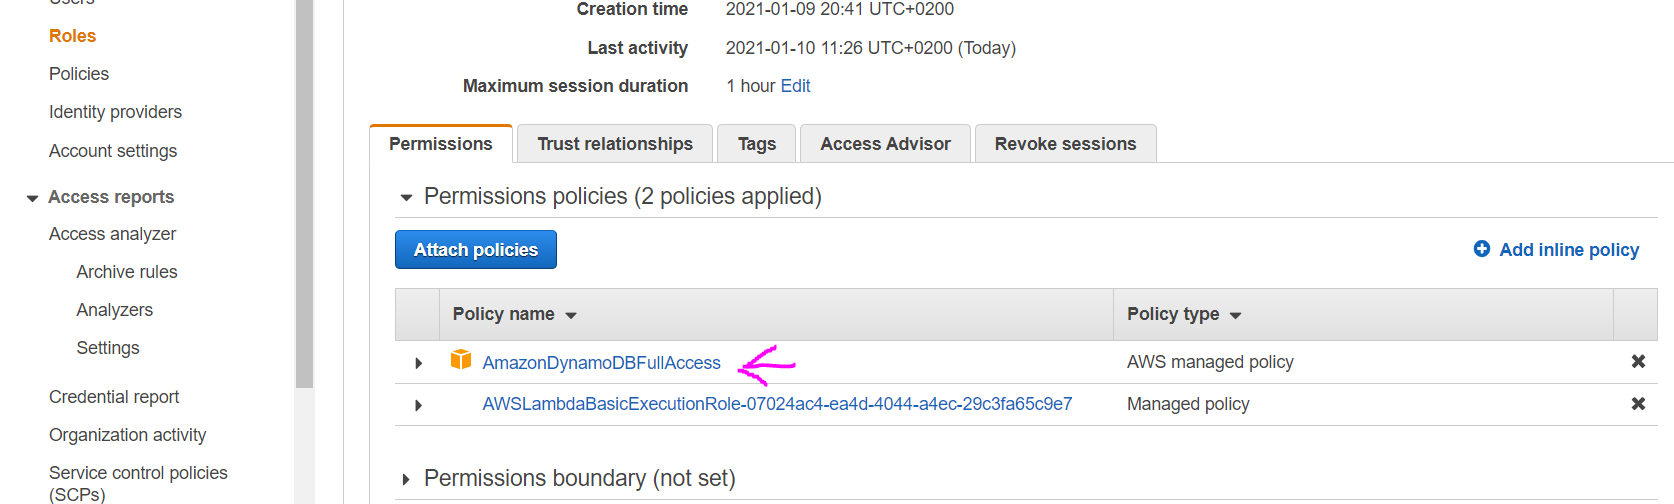 Users
Roles
Policies
Identity providers
Account settings
Access reports
Access analyzer
Archive rules
Analyzers
Settings
Credential report
Organization activity
Service control policies
(SCPs)
Creation time 2021-01-09 20:41 UTC+0200
Last activity 2021-01-10 11:26 UTC+0200 (Today)
Maximum session duration 1 hour Edit
Permissions Trust relationships Tags Access Advisor Revoke sessions
Permissions policies (2 policies applied)
Attach policies Add inline policy
Policy name Policy type
AmazonDynamoDBFullAccess AWS managed policy
AWSLambdaBasicExecutionRole-07024ac4-ea4d-4044-a4ec-29c3fa65c9e7 Managed policy
Permissions boundary (not set)